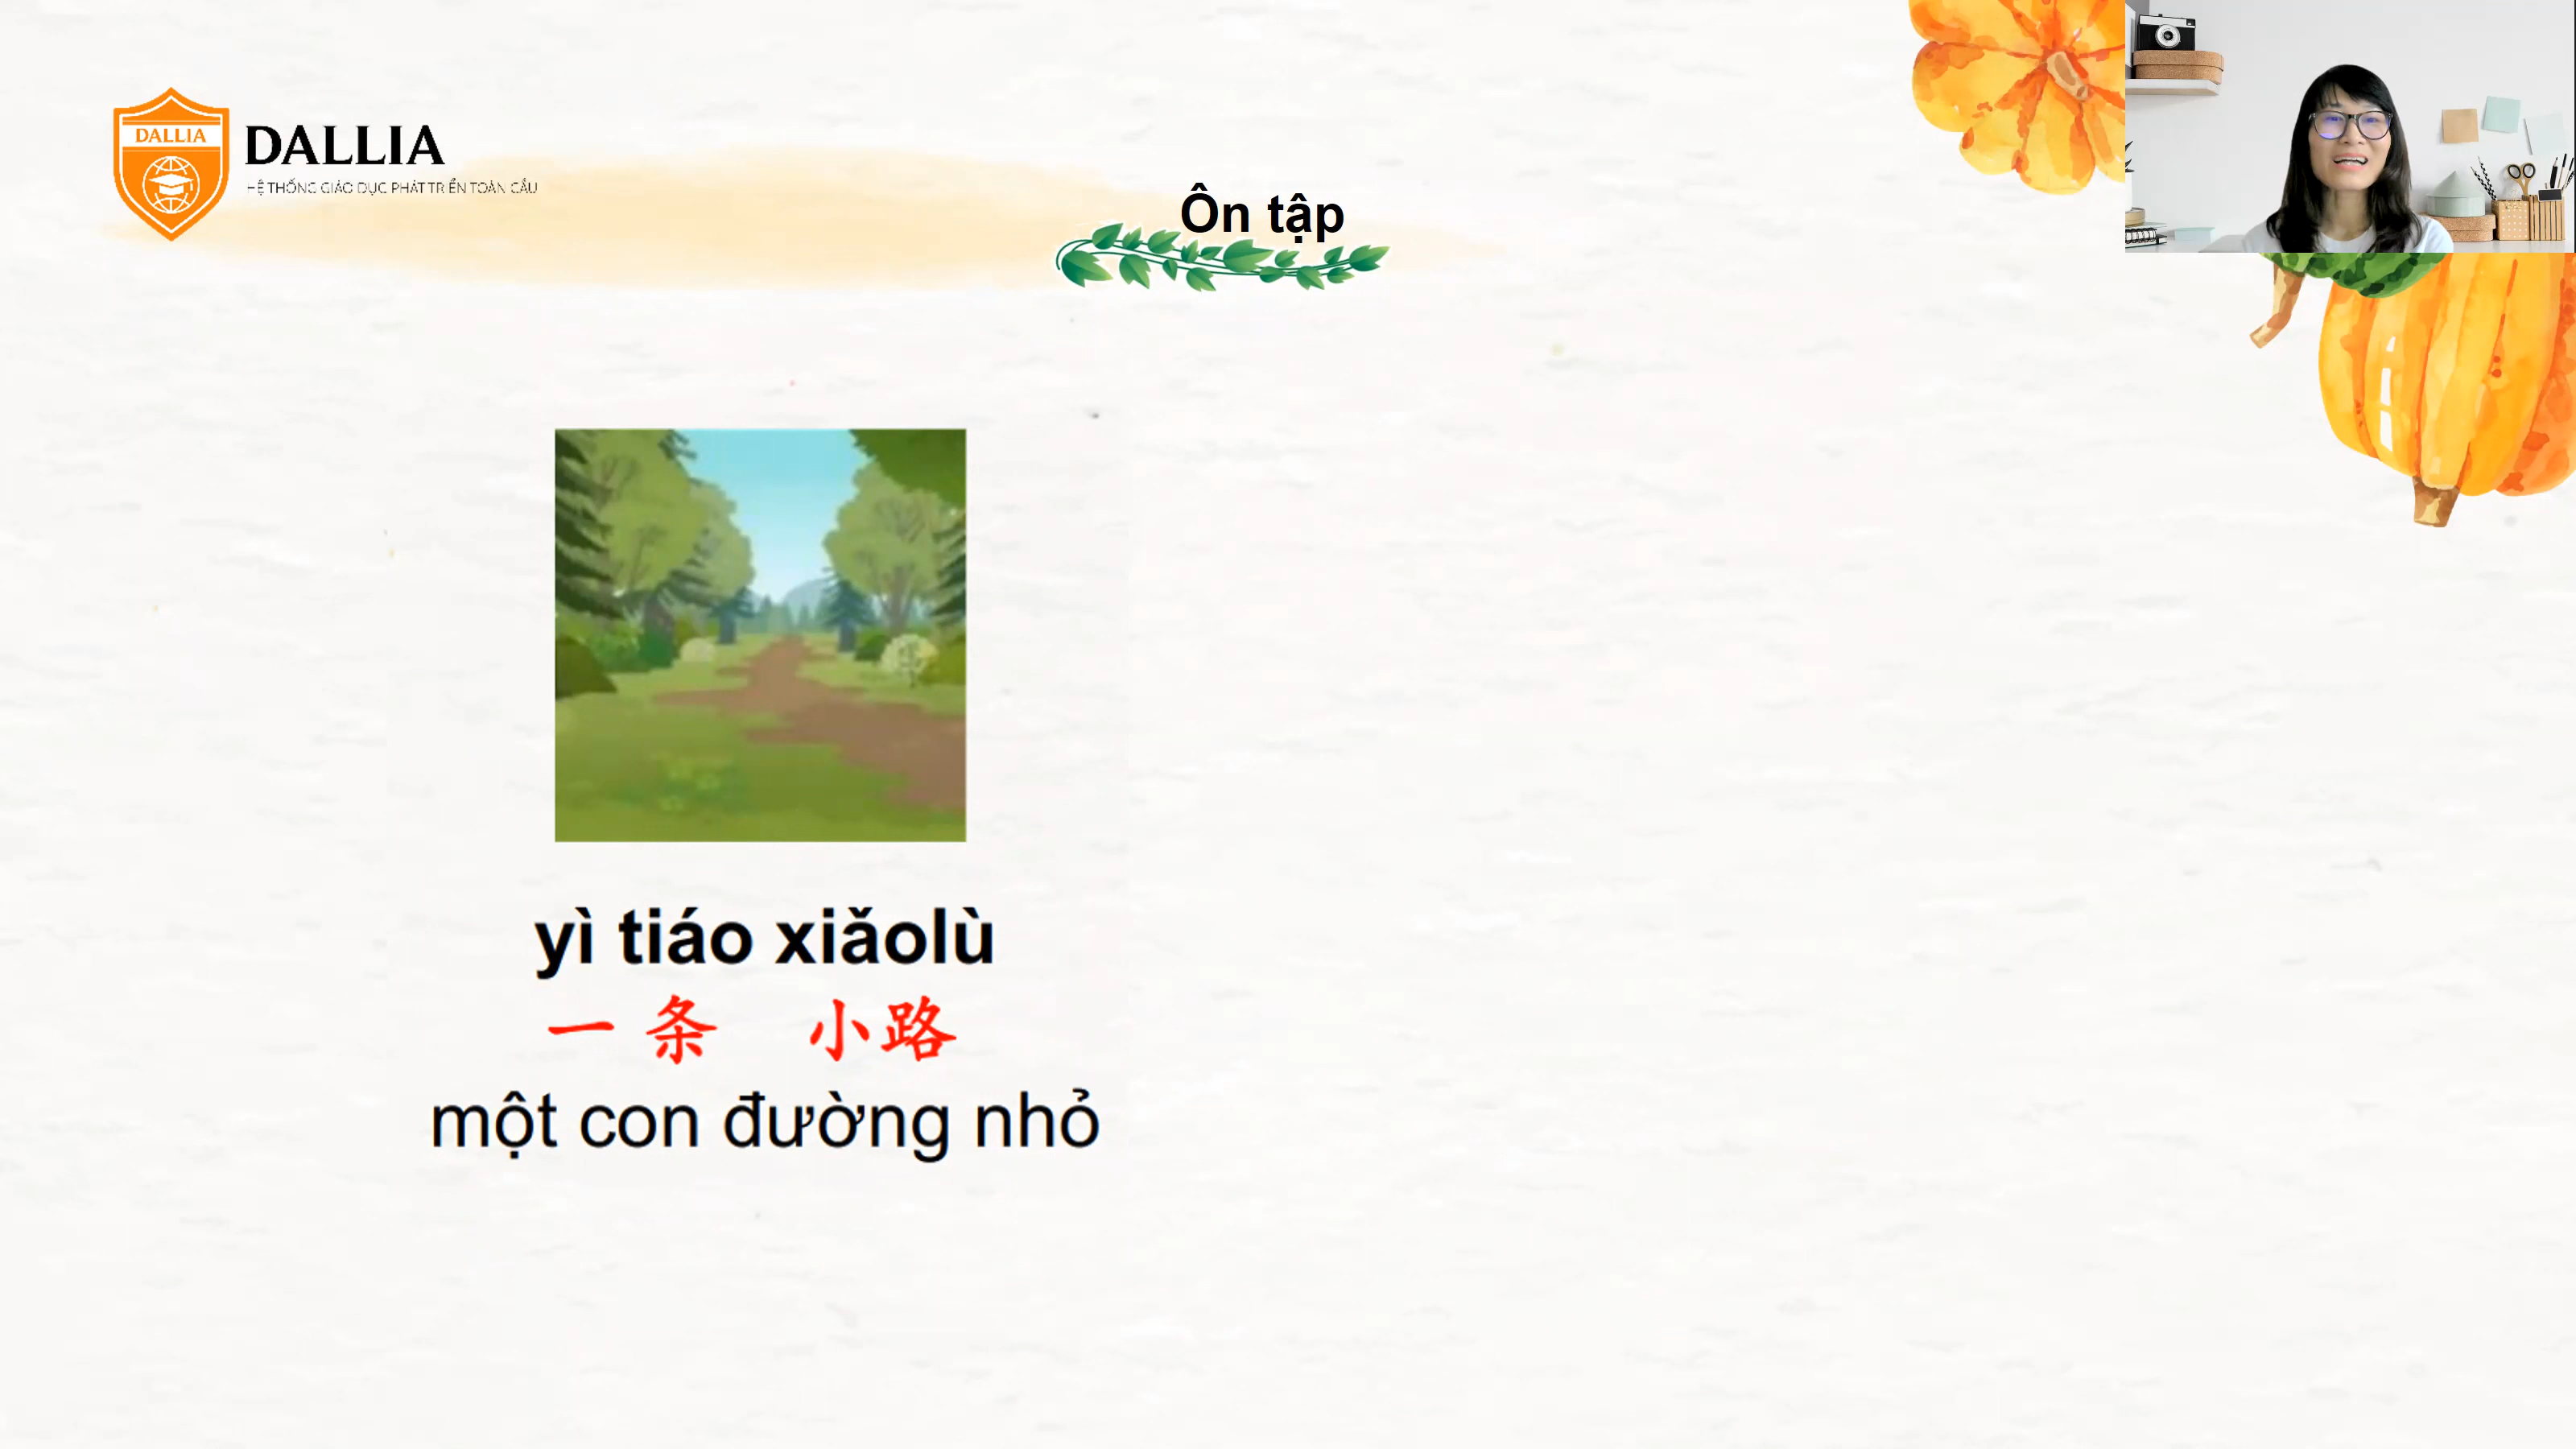 DALLIA
DALLIA
HỆ THỐNG GIÁO DỤC PHÁT TRIỂN TOÀN CẦU
Ôn tập
yì tiáo xiǎolù
一 条 小路
một con đường nhỏ